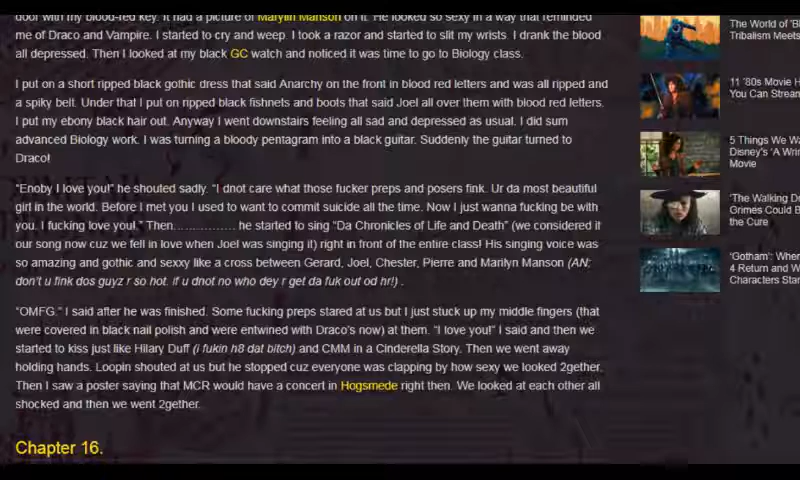 door with my blood-red key. It had a picture of Marylin Manson on it. He looked so sexy in a way that reminded
me of Draco and Vampire. I started to cry and weep. I took a razor and started to slit my wrists. I drank the blood
all depressed. Then I looked at my black GC watch and noticed it was time to go to Biology class.
I put on a short ripped black gothic dress that said Anarchy on the front in blood red letters and was all ripped and
a spiky belt. Under that I put on ripped black fishnets and boots that said Joel all over them with blood red letters.
I put my ebony black hair out. Anyway I went downstairs feeling all sad and depressed as usual. I did sum
advanced Biology work. I was turning a bloody pentagram into a black guitar. Suddenly the guitar turned to
Draco!
“Enoby I love you!” he shouted sadly. “I dnot care what those fucker preps and posers fink. Ur da most beautiful
girl in the world. Before I met you I used to want to commit suicide all the time. Now I just wanna fucking be with
you. I fucking love you!.” Then…………… he started to sing “Da Chronicles of Life and Death” (we considered it
our song now cuz we fell in love when Joel was singing it) right in front of the entire class! His singing voice was
so amazing and gothic and sexxy like a cross between Gerard, Joel, Chester, Pierre and Marilyn Manson (AN:
don’t u fink dos guyz r so hot. if u dnot no who dey r get da fuk out od hr!) .
“OMFG.” I said after he was finished. Some fucking preps stared at us but I just stuck up my middle fingers (that
were covered in black nail polish and were entwined with Draco’s now) at them. “I love you!” I said and then we
started to kiss just like Hilary Duff (i fukin h8 dat bitch) and CMM in a Cinderella Story. Then we went away
holding hands. Loopin shouted at us but he stopped cuz everyone was clapping by how sexy we looked 2gether.
Then I saw a poster saying that MCR would have a concert in Hogsmede right then. We looked at each other all
shocked and then we went 2gether.
Chapter 16.
The World of 'Bl
Tribalism Meets
11 '80s Movie H
You Can Stream
5 Things We Wa
Disney's 'A Wrin
Movie
'The Walking De
Grimes Could B
the Cure
'Gotham': When
4 Return and W
Characters Star